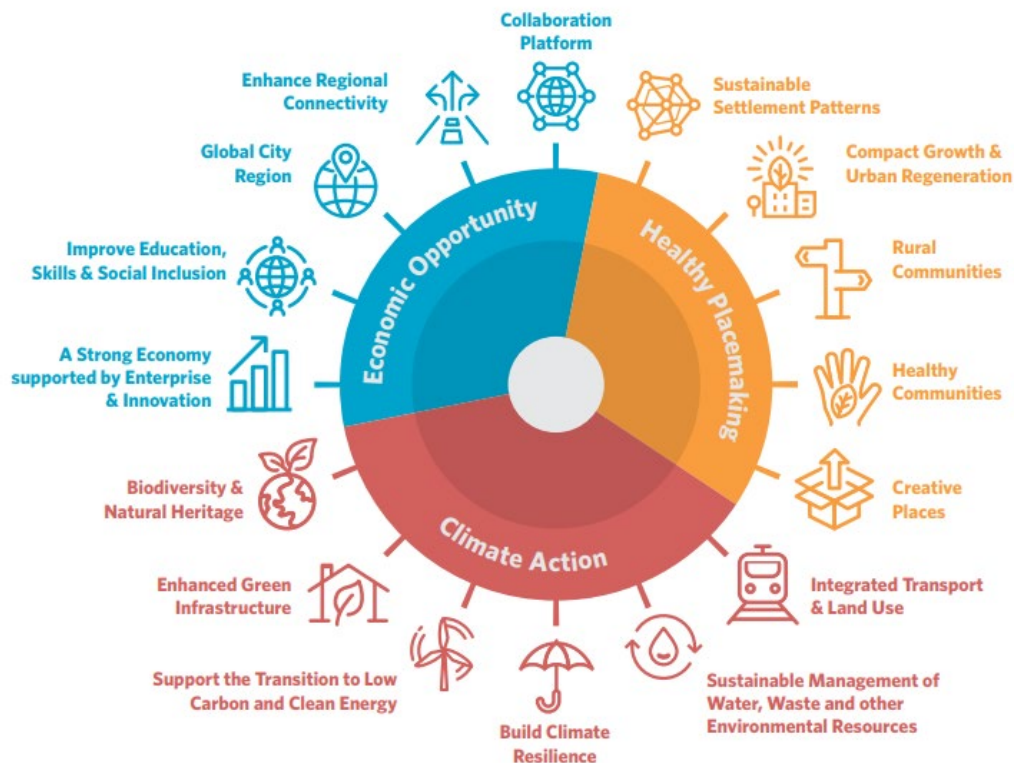 Collaboration
Platform
Enhance Regional
Connectivity
Sustainable
Settlement Patterns
Global City
Region
Compact Growth &
Urban Regeneration
Improve Education,
Skills & Social Inclusion
Rural
Communities
A Strong Economy
supported by Enterprise
& Innovation
Healthy
Communities
Biodiversity &
Natural Heritage
Creative
Places
Enhanced Green
Infrastructure
Integrated Transport
& Land Use
Support the Transition to Low
Carbon and Clean Energy
Sustainable Management of
Water, Waste and other
Environmental Resources
Build Climate
Resilience
Economic Opportunity
Healthy Placemaking
Climate Action